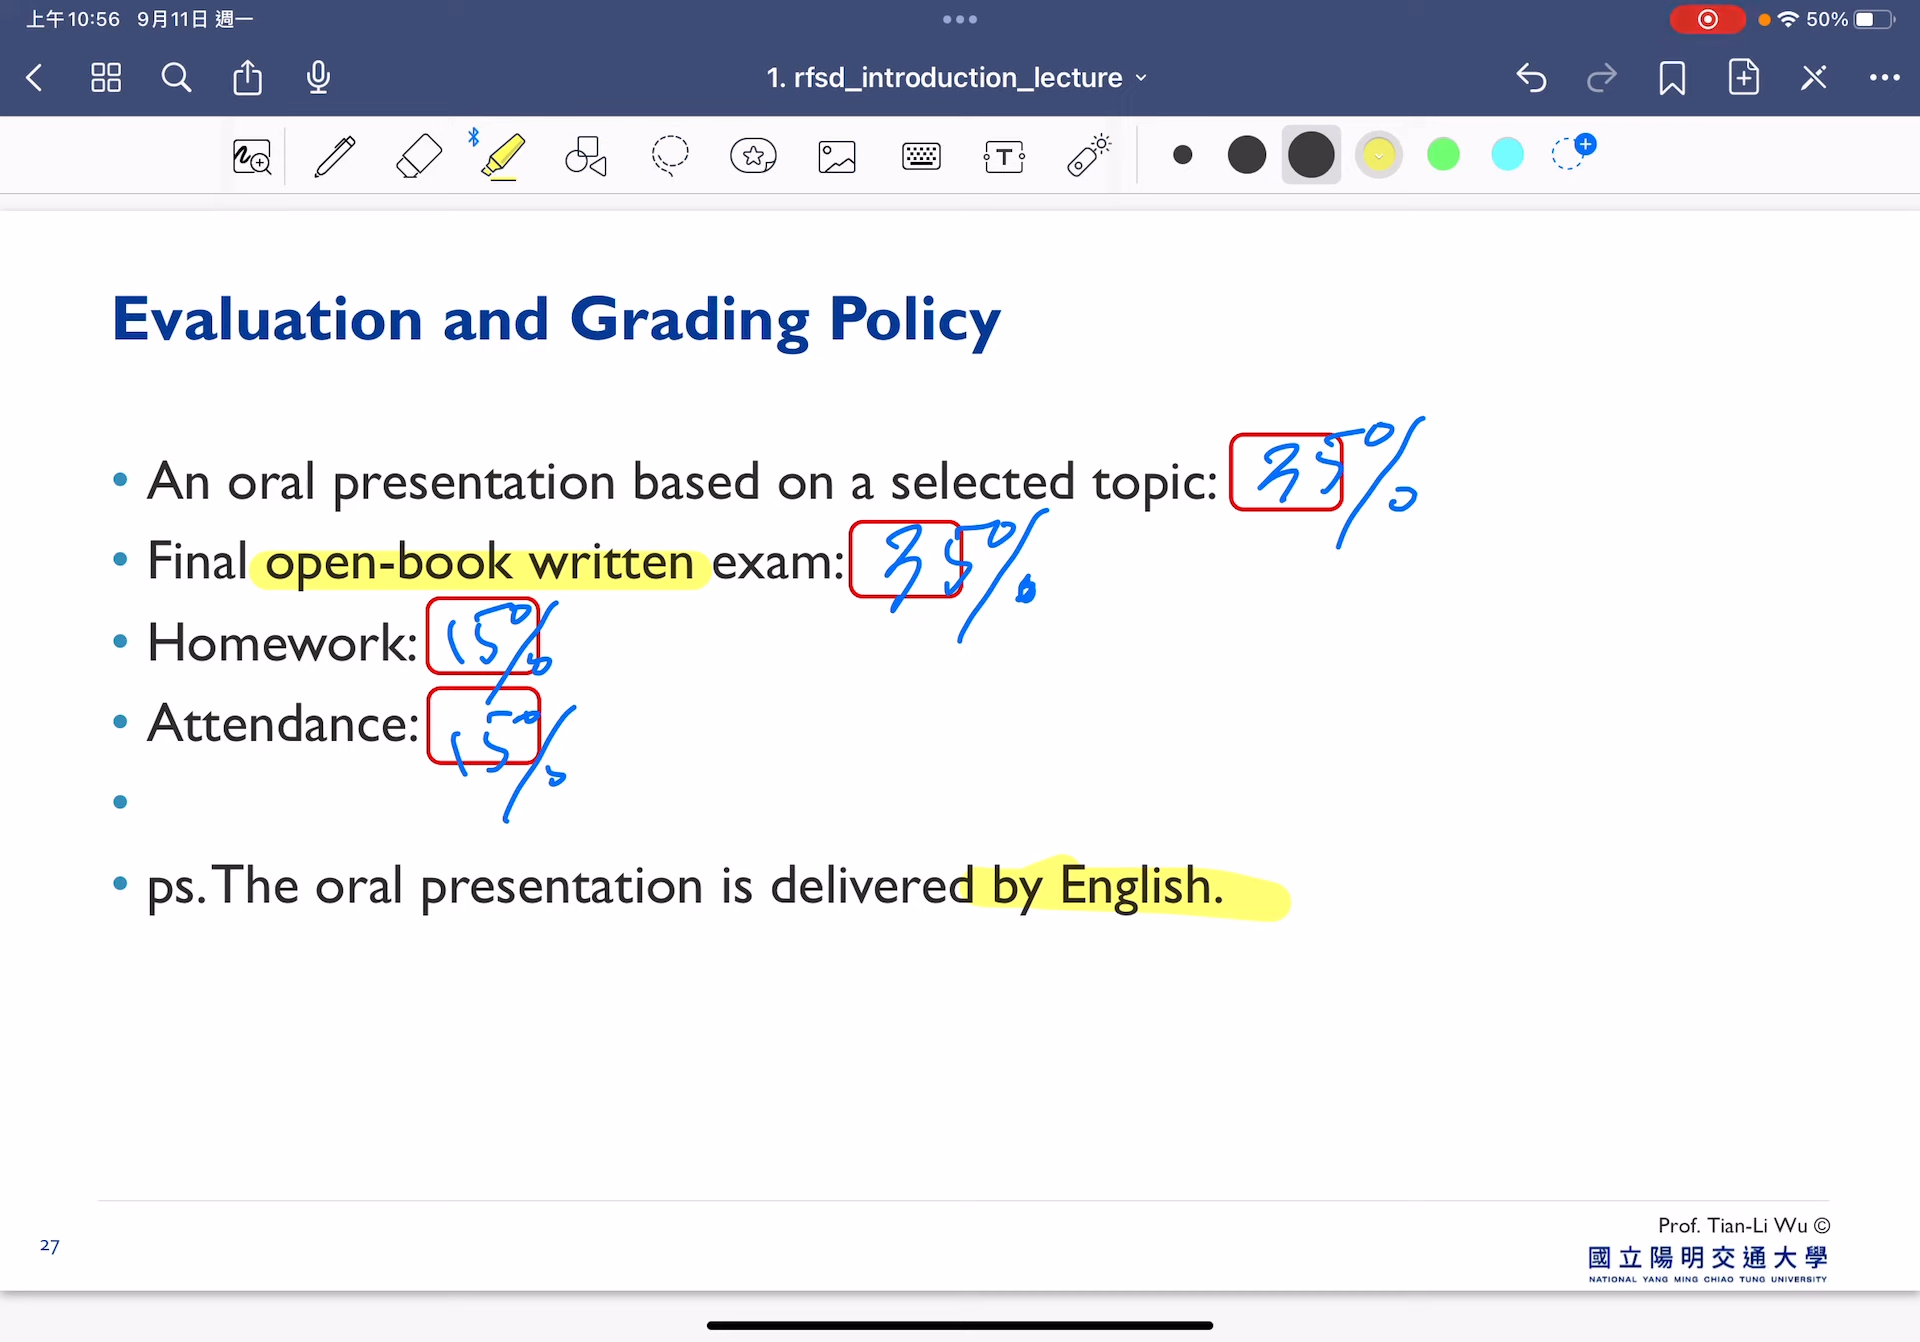 上午10:56 9月11日 週一
50%
1. rfsd_introduction_lecture
T
Evaluation and Grading Policy
• An oral presentation based on a selected topic: 35%
• Final open-book written exam: 35%
• Homework: 15%
• Attendance: 15%
•
• ps. The oral presentation is delivered by English.
27
Prof. Tian-Li Wu ©
國立陽明交通大學
NATIONAL YANG MING CHIAO TUNG UNIVERSITY